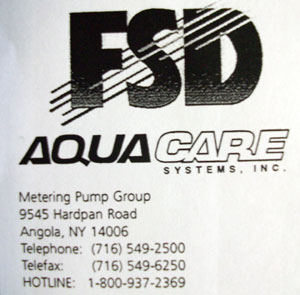 FSD
AQUA CARE
SYSTEMS, INC.
Metering Pump Group
9545 Hardpan Road
Angola, NY 14006
Telephone: (716) 549-2500
Telefax: (716) 549-6250
HOTLINE: 1-800-937-2369